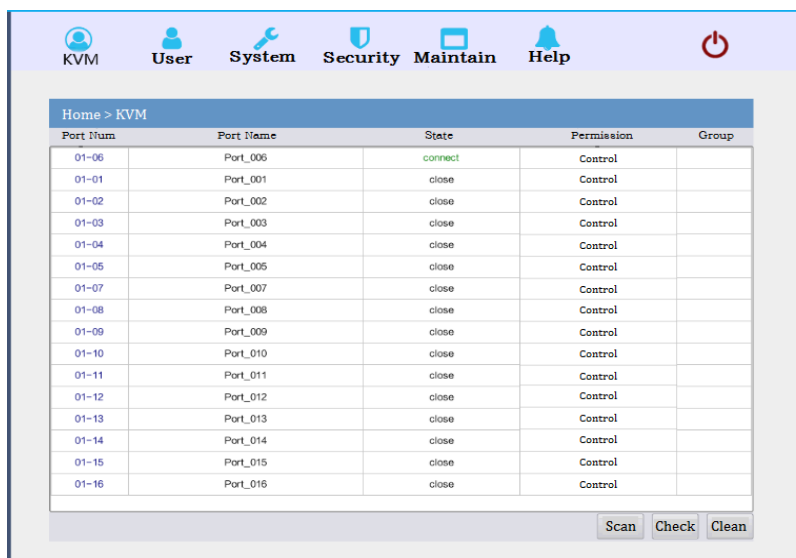 KVM User System Security Maintain Help
Home > KVM
Port Num Port Name State Permission Group
01-06 Port_006 connect Control
01-01 Port_001 close Control
01-02 Port_002 close Control
01-03 Port_003 close Control
01-04 Port_004 close Control
01-05 Port_005 close Control
01-07 Port_007 close Control
01-08 Port_008 close Control
01-09 Port_009 close Control
01-10 Port_010 close Control
01-11 Port_011 close Control
01-12 Port_012 close Control
01-13 Port_013 close Control
01-14 Port_014 close Control
01-15 Port_015 close Control
01-16 Port_016 close Control
Scan Check Clean